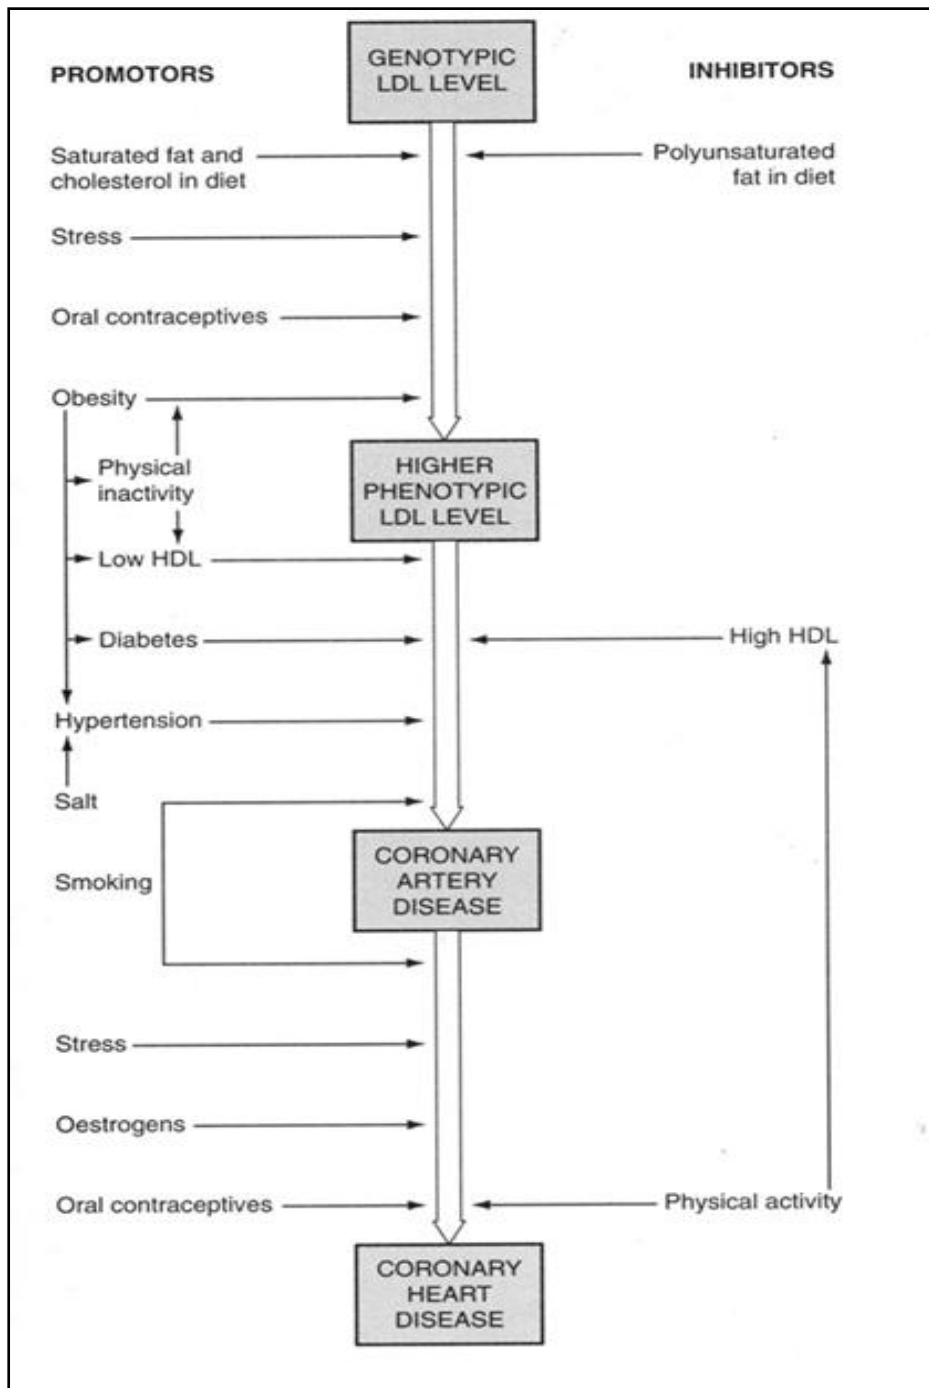 PROMOTORS
GENOTYPIC
LDL LEVEL
INHIBITORS
Saturated fat and
cholesterol in diet
Polyunsaturated
fat in diet
Stress
Oral contraceptives
Obesity
Physical
inactivity
HIGHER
PHENOTYPIC
LDL LEVEL
Low HDL
Diabetes
High HDL
Hypertension
Salt
Smoking
CORONARY
ARTERY
DISEASE
Stress
Oestrogens
Oral contraceptives
Physical activity
CORONARY
HEART
DISEASE